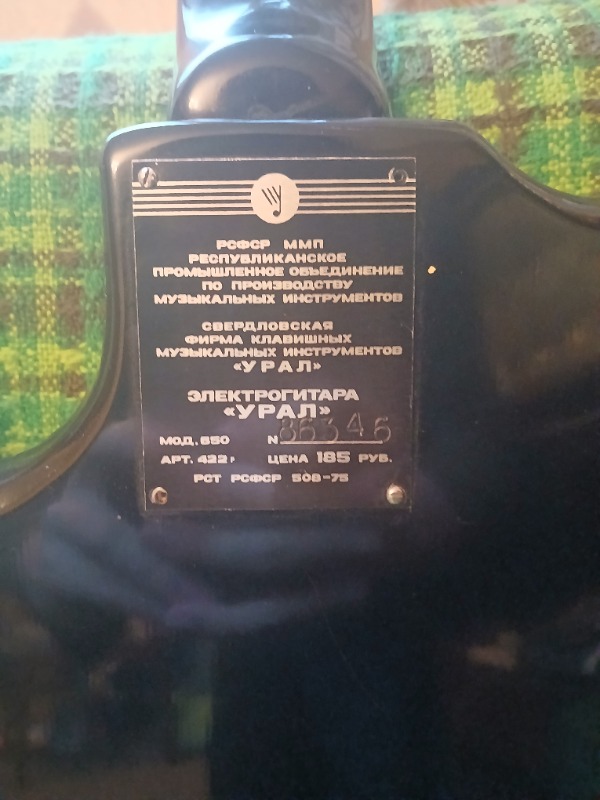 РСФСР ММП
РЕСПУБЛИКАНСКОЕ
ПРОМЫШЛЕННОЕ ОБЪЕДИНЕНИЕ
ПО ПРОИЗВОДСТВУ
МУЗЫКАЛЬНЫХ ИНСТРУМЕНТОВ
СВЕРДЛОВСКАЯ
ФИРМА КЛАВИШНЫХ
МУЗЫКАЛЬНЫХ ИНСТРУМЕНТОВ
«УРАЛ»
ЭЛЕКТРОГИТАРА
«УРАЛ»
МОД. 650 N 86346
АРТ. 422 г ЦЕНА 185 РУБ.
РСТ РСФСР 508-75